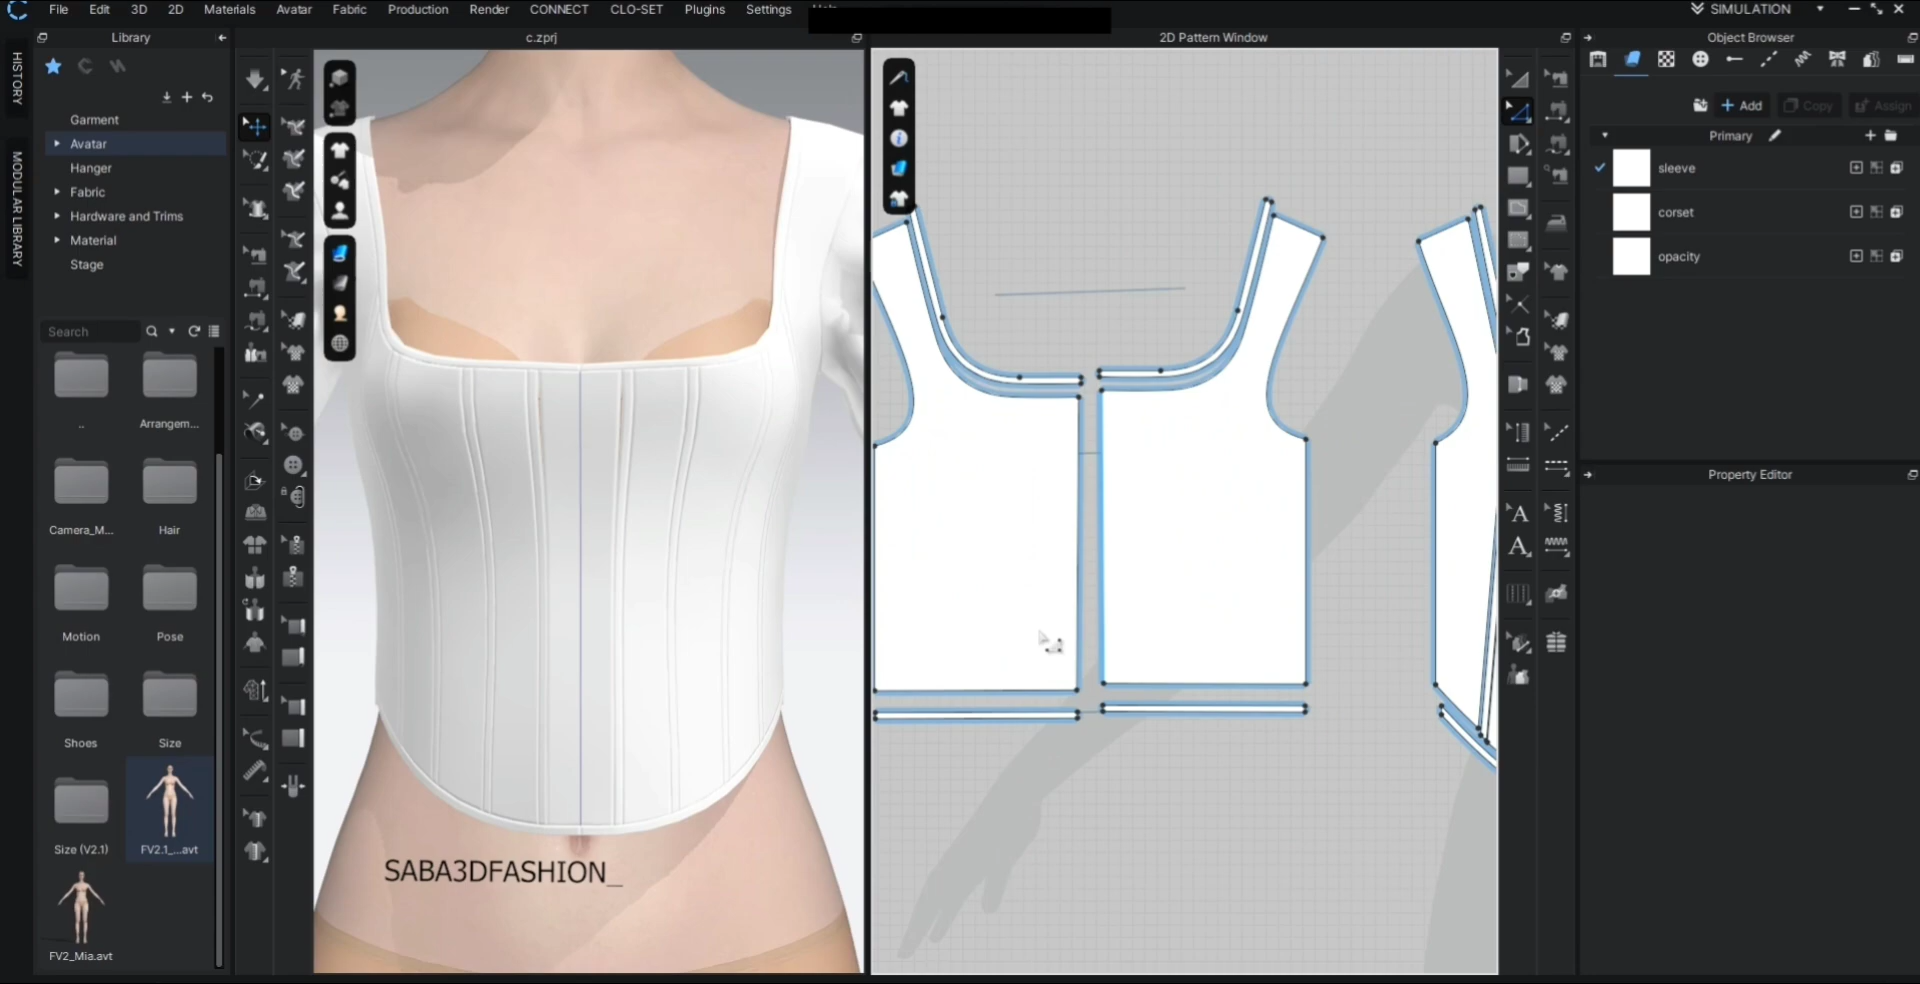 File Edit 3D 2D Materials Avatar Fabric Production Render CONNECT CLO-SET Plugins Settings
SIMULATION
Library
c.zprj
2D Pattern Window
Object Browser
HISTORY
MODULAR LIBRARY
Garment
Avatar
Hanger
Fabric
Hardware and Trims
Material
Stage
Search
..
Arrangem...
Camera_M...
Hair
Motion
Pose
Shoes
Size
Size (V2.1)
FV2.1_...avt
FV2_Mia.avt
SABA3DFASHION_
Add
Copy
Assign
Primary
sleeve
corset
opacity
Property Editor